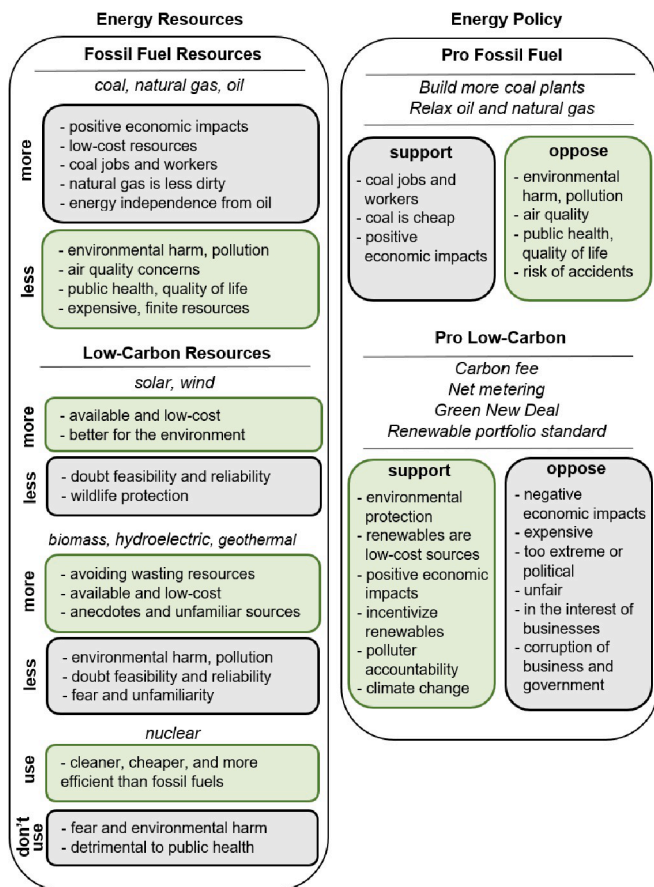 Energy Resources
Fossil Fuel Resources
coal, natural gas, oil
more
- positive economic impacts
- low-cost resources
- coal jobs and workers
- natural gas is less dirty
- energy independence from oil
less
- environmental harm, pollution
- air quality concerns
- public health, quality of life
- expensive, finite resources
Low-Carbon Resources
solar, wind
more
- available and low-cost
- better for the environment
less
- doubt feasibility and reliability
- wildlife protection
biomass, hydroelectric, geothermal
more
- avoiding wasting resources
- available and low-cost
- anecdotes and unfamiliar sources
less
- environmental harm, pollution
- doubt feasibility and reliability
- fear and unfamiliarity
nuclear
use
- cleaner, cheaper, and more
efficient than fossil fuels
don't
use
- fear and environmental harm
- detrimental to public health
Energy Policy
Pro Fossil Fuel
Build more coal plants
Relax oil and natural gas
support
- coal jobs and
workers
- coal is cheap
- positive
economic impacts
oppose
- environmental
harm, pollution
- air quality
- public health,
quality of life
- risk of accidents
Pro Low-Carbon
Carbon fee
Net metering
Green New Deal
Renewable portfolio standard
support
- environmental
protection
- renewables are
low-cost sources
- positive economic
impacts
- incentivize
renewables
- polluter
accountability
- climate change
oppose
- negative
economic impacts
- expensive
- too extreme or
political
- unfair
- in the interest of
businesses
- corruption of
business and
government